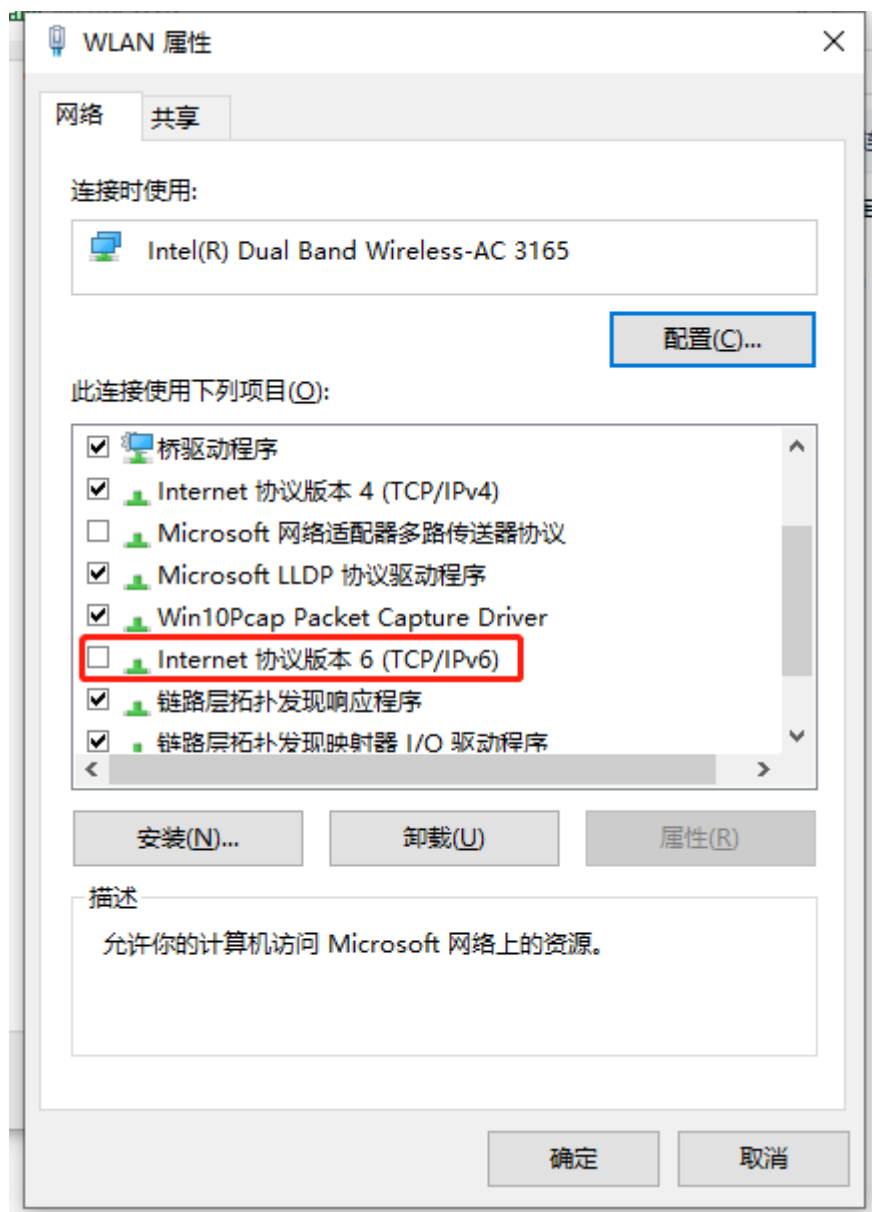 WLAN 属性
网络
共享
连接时使用:
Intel(R) Dual Band Wireless-AC 3165
配置(C)...
此连接使用下列项目(O):
桥驱动程序
Internet 协议版本 4 (TCP/IPv4)
Microsoft 网络适配器多路传送器协议
Microsoft LLDP 协议驱动程序
Win10Pcap Packet Capture Driver
Internet 协议版本 6 (TCP/IPv6)
链路层拓扑发现响应程序
链路层拓扑发现映射器 I/O 驱动程序
安装(N)...
卸载(U)
属性(R)
描述
允许你的计算机访问 Microsoft 网络上的资源。
确定
取消